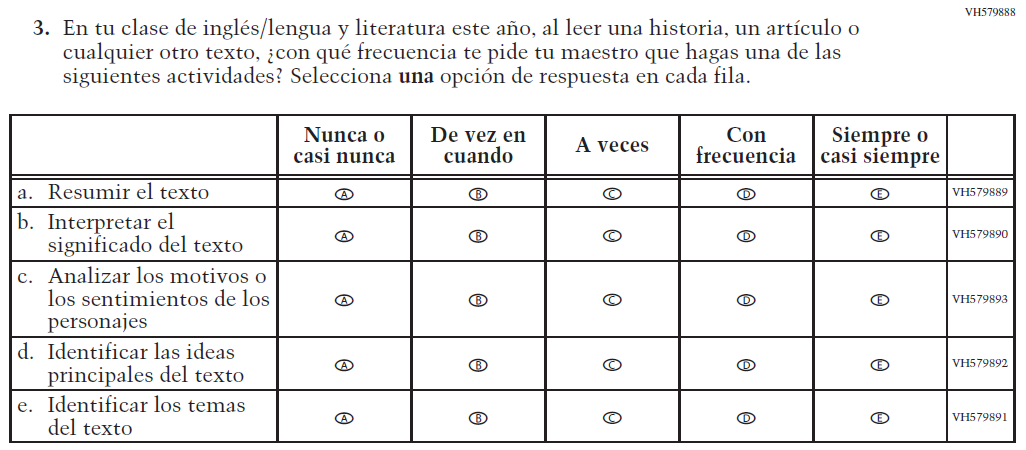 VH579888
3. En tu clase de inglés/lengua y literatura este año, al leer una historia, un artículo o
cualquier otro texto, ¿con qué frecuencia te pide tu maestro que hagas una de las
siguientes actividades? Selecciona una opción de respuesta en cada fila.
Nunca o
casi nunca
De vez en
cuando
A veces
Con
frecuencia
Siempre o
casi siempre
a. Resumir el texto A B C D E VH579889
b. Interpretar el
significado del texto
A B C D E VH579890
c. Analizar los motivos o
los sentimientos de los
personajes
A B C D E VH579893
d. Identificar las ideas
principales del texto
A B C D E VH579892
e. Identificar los temas
del texto
A B C D E VH579891